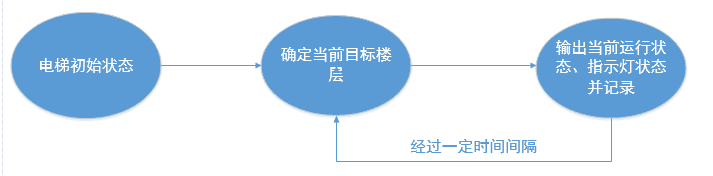 电梯初始状态
确定当前目标楼
层
输出当前运行状
态、指示灯状态
并记录
经过一定时间间隔